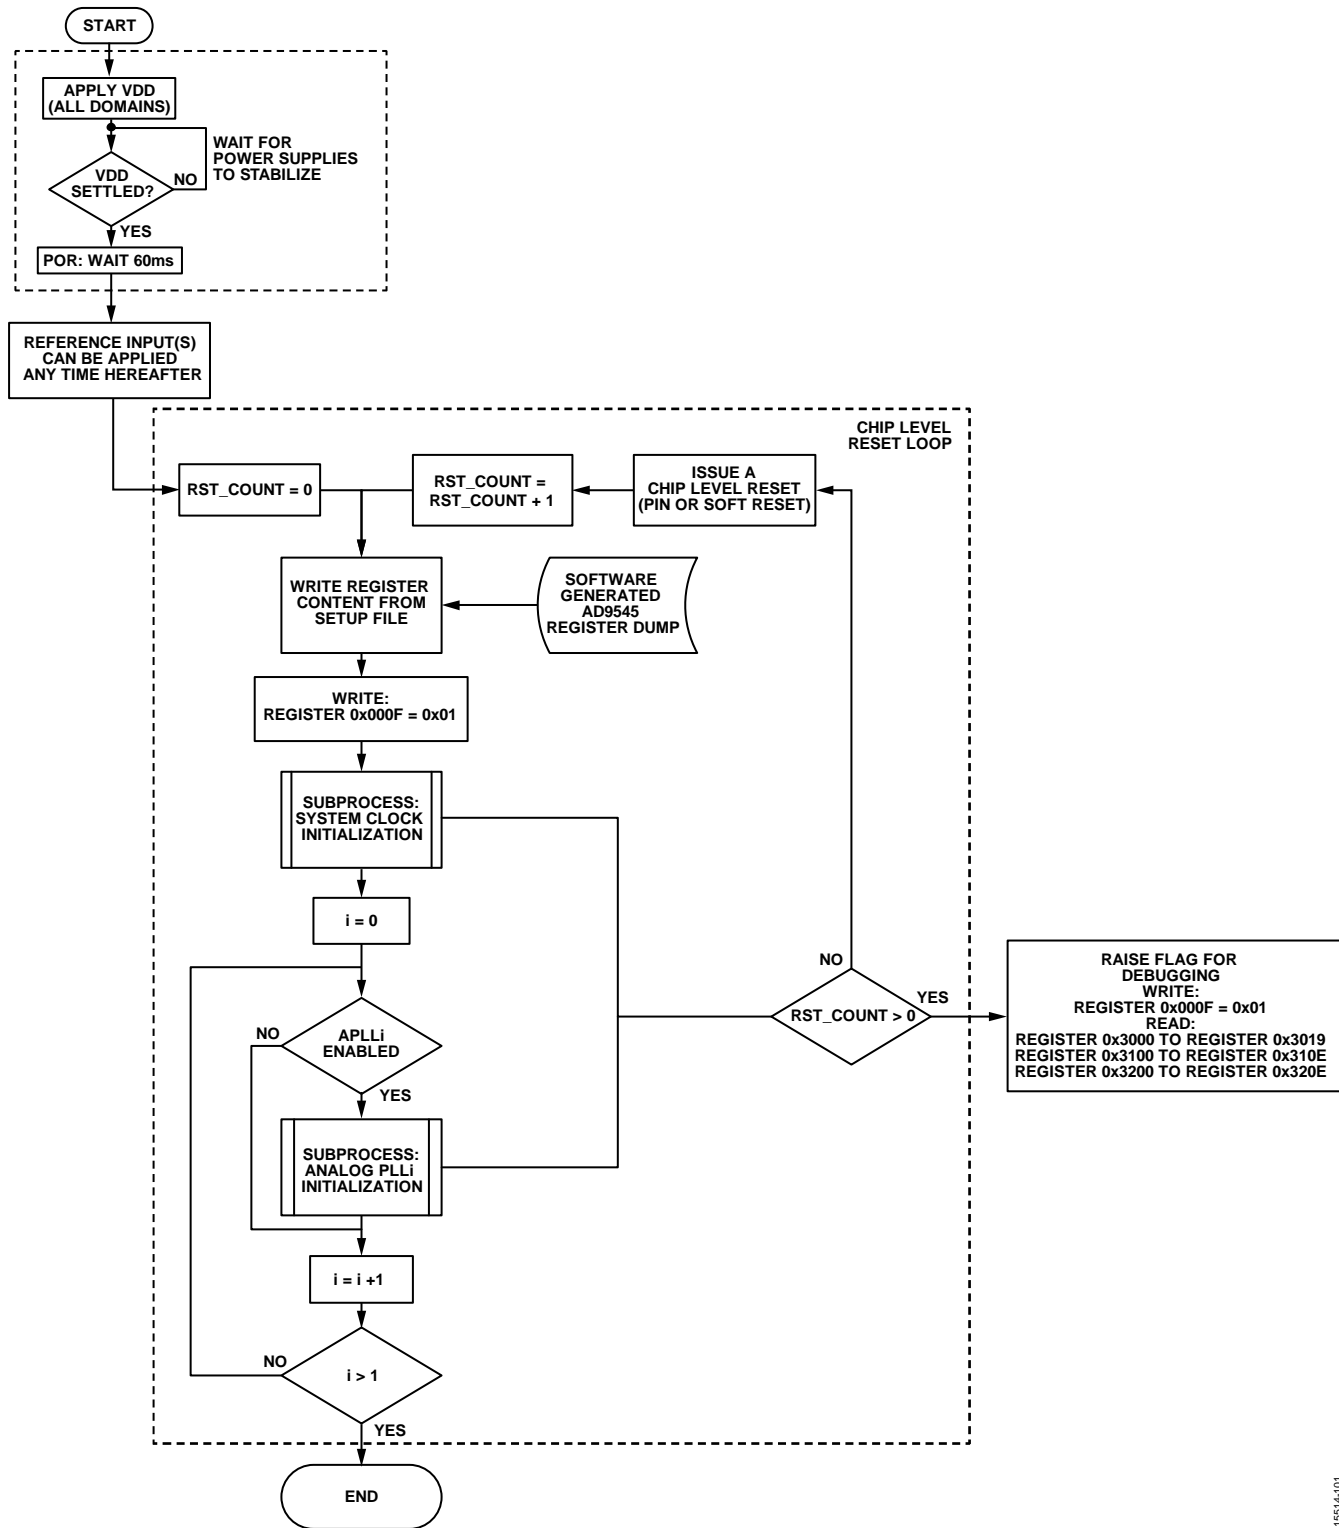 START
APPLY VDD
(ALL DOMAINS)
WAIT FOR
POWER SUPPLIES
TO STABILIZE
VDD
SETTLED?
NO
YES
POR: WAIT 60ms
REFERENCE INPUT(S)
CAN BE APPLIED
ANY TIME HEREAFTER
CHIP LEVEL
RESET LOOP
RST_COUNT = 0
RST_COUNT =
RST_COUNT + 1
ISSUE A
CHIP LEVEL RESET
(PIN OR SOFT RESET)
WRITE REGISTER
CONTENT FROM
SETUP FILE
SOFTWARE
GENERATED
AD9545
REGISTER DUMP
WRITE:
REGISTER 0x000F = 0x01
SUBPROCESS:
SYSTEM CLOCK
INITIALIZATION
i = 0
NO
APLLi
ENABLED
YES
SUBPROCESS:
ANALOG PLLi
INITIALIZATION
i = i +1
NO
i > 1
YES
END
NO
RST_COUNT > 0
YES
RAISE FLAG FOR
DEBUGGING
WRITE:
REGISTER 0x000F = 0x01
READ:
REGISTER 0x3000 TO REGISTER 0x3019
REGISTER 0x3100 TO REGISTER 0x310E
REGISTER 0x3200 TO REGISTER 0x320E
15514-101